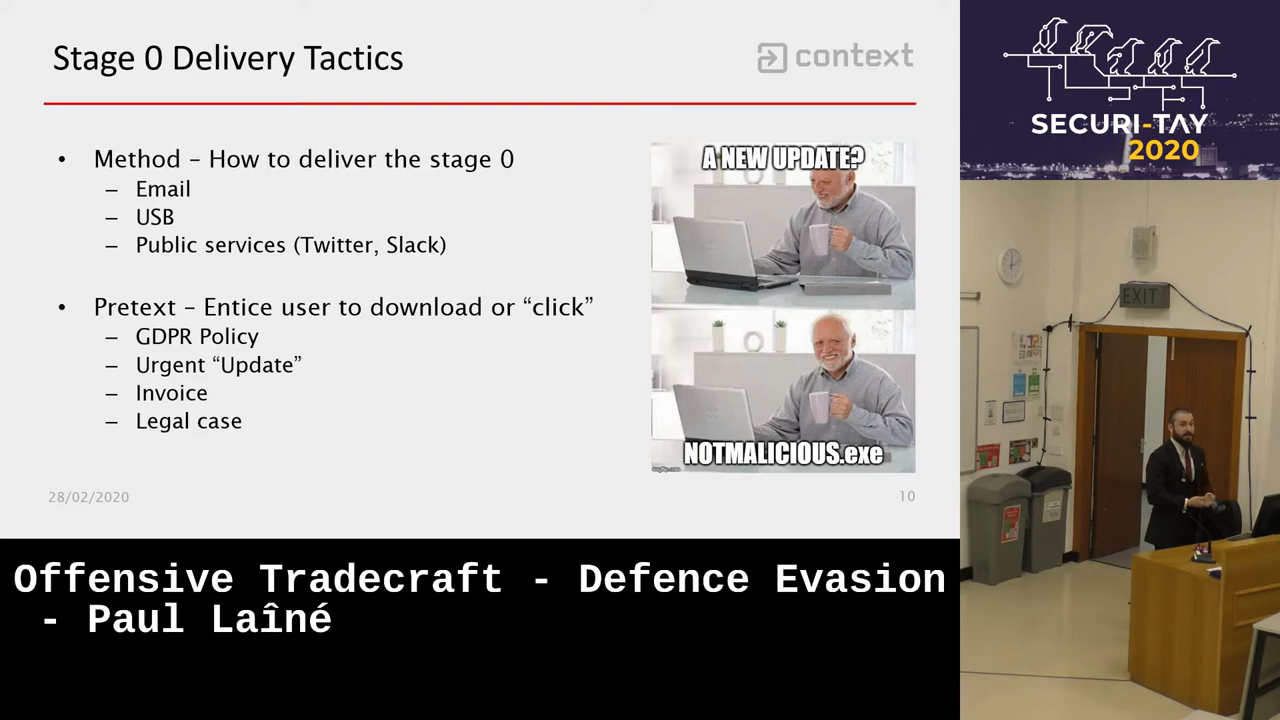 Stage 0 Delivery Tactics
context
• Method – How to deliver the stage 0
– Email
– USB
– Public services (Twitter, Slack)
• Pretext – Entice user to download or “click”
– GDPR Policy
– Urgent “Update”
– Invoice
– Legal case
A NEW UPDATE?
NOTMALICIOUS.exe
imgflip.com
28/02/2020
10
SECURI-TAY
2020
EXIT
Offensive Tradecraft - Defence Evasion
- Paul Laîné